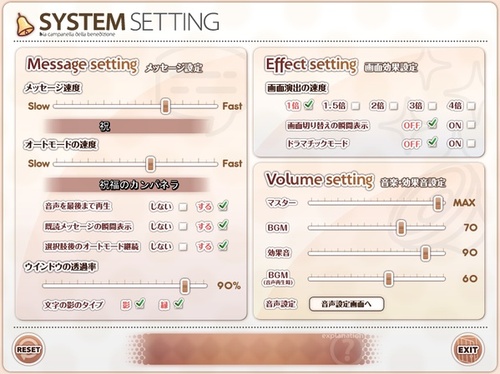 SYSTEM SETTING
la campanella della benedizione
Message setting メッセージ設定
メッセージ速度
Slow Fast
祝
オートモードの速度
Slow Fast
祝福のカンパネラ
音声を最後まで再生 しない する
既読メッセージの瞬間表示 しない する
選択肢後のオートモード継続 しない する
ウインドウの透過率
90%
文字の影のタイプ 影 縁
Effect setting 画面効果設定
画面演出の速度
1倍 1.5倍 2倍 3倍 4倍
画面切り替えの瞬間表示 OFF ON
ドラマチックモード OFF ON
Volume setting 音楽・効果音設定
マスター MAX
BGM 70
効果音 90
BGM 60
(音声再生時)
音声設定 音声設定画面へ
RESET
explanation
EXIT